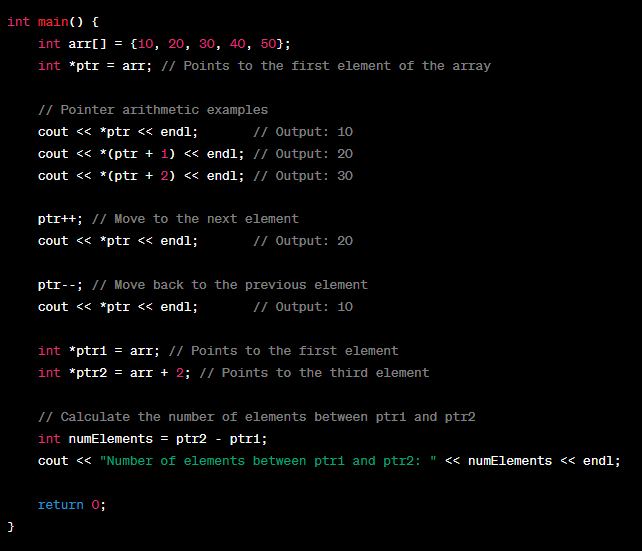 int main() {
    int arr[] = {10, 20, 30, 40, 50};
    int *ptr = arr; // Points to the first element of the array

    // Pointer arithmetic examples
    cout << *ptr << endl;       // Output: 10
    cout << *(ptr + 1) << endl; // Output: 20
    cout << *(ptr + 2) << endl; // Output: 30

    ptr++; // Move to the next element
    cout << *ptr << endl;       // Output: 20

    ptr--; // Move back to the previous element
    cout << *ptr << endl;       // Output: 10

    int *ptr1 = arr; // Points to the first element
    int *ptr2 = arr + 2; // Points to the third element

    // Calculate the number of elements between ptr1 and ptr2
    int numElements = ptr2 - ptr1;
    cout << "Number of elements between ptr1 and ptr2: " << numElements << endl;

    return 0;
}